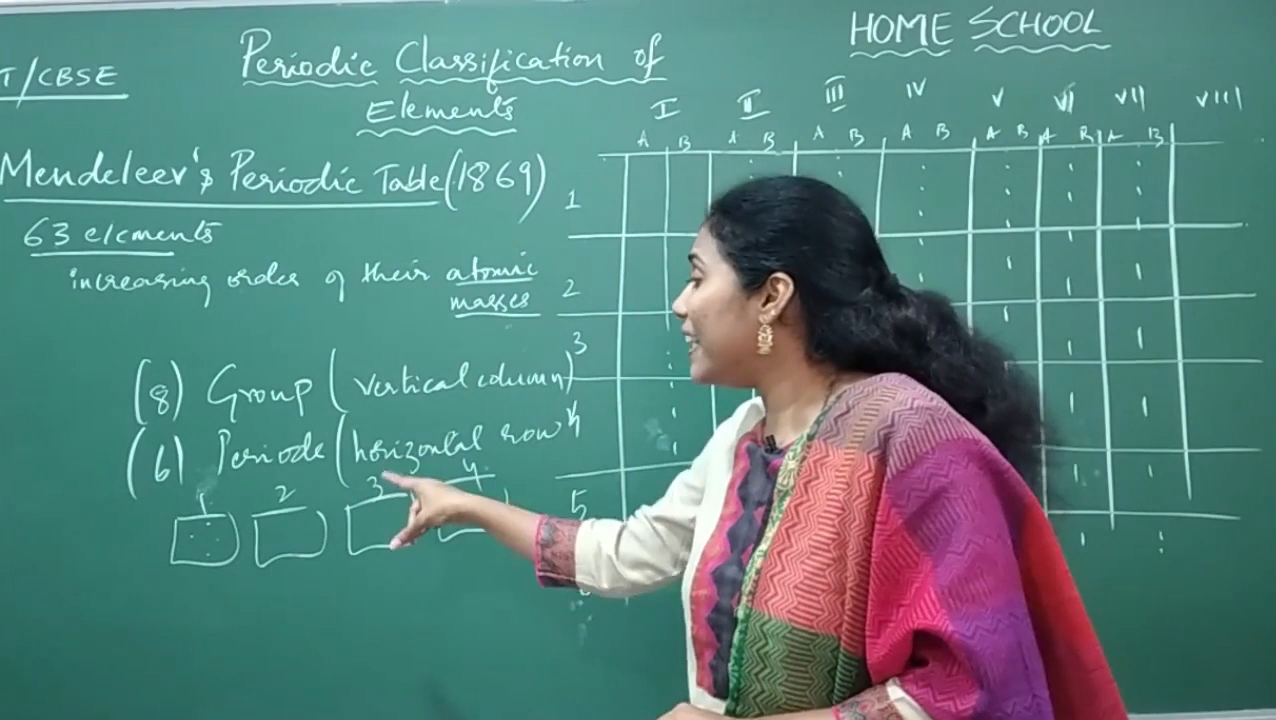 T/CBSE
Periodic Classification of
Elements
HOME SCHOOL
Mendeleev's Periodic Table (1869)
63 elements
increasing order of their atomic
masses
(8) Group (vertical column)
(6) Periods (horizontal row
1 2 3 4
I II III IV V VI VII VIII
A B A B A B A B A B A B A B
1
2
3
4
5